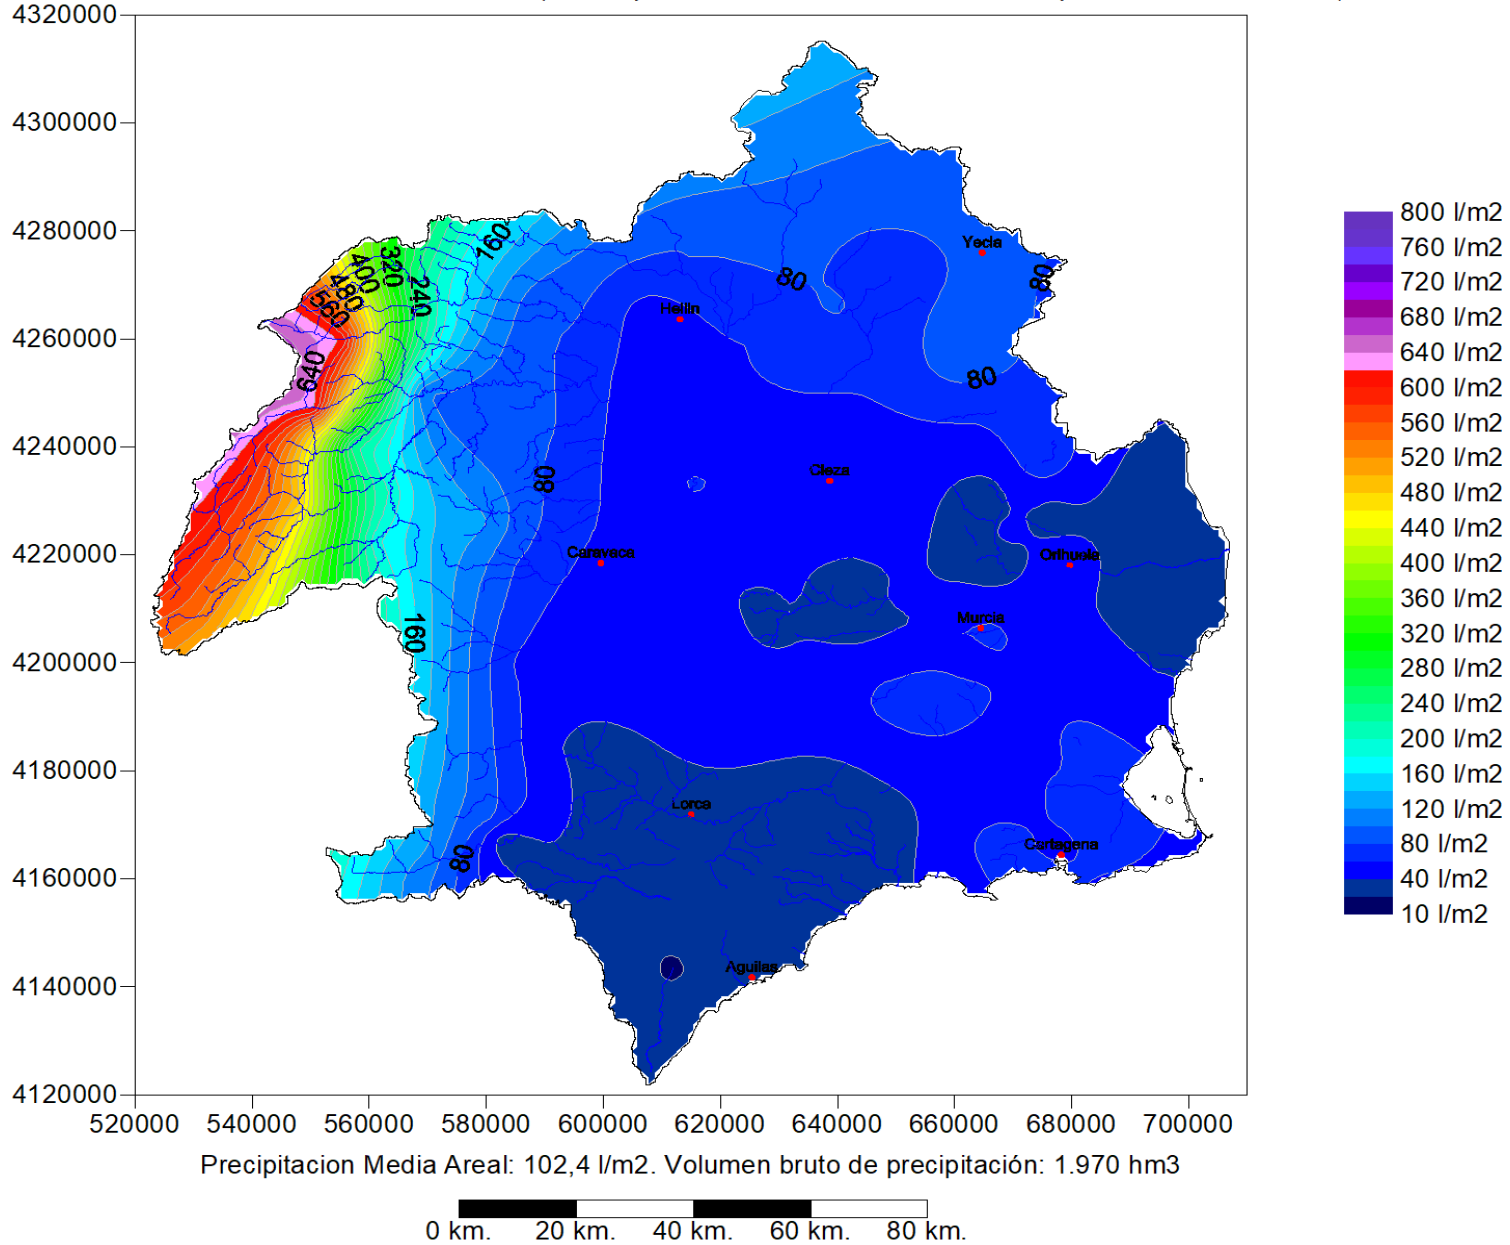 4320000
4300000
4280000
4260000
4240000
4220000
4200000
4180000
4160000
4140000
4120000
520000 540000 560000 580000 600000 620000 640000 660000 680000 700000
160
320
400
480
560
240
640
80
80
80
80
160
80
Yecla
Hellin
Cieza
Caravaca
Orihuela
Murcia
Lorca
Cartagena
Aguilas
800 l/m2
760 l/m2
720 l/m2
680 l/m2
640 l/m2
600 l/m2
560 l/m2
520 l/m2
480 l/m2
440 l/m2
400 l/m2
360 l/m2
320 l/m2
280 l/m2
240 l/m2
200 l/m2
160 l/m2
120 l/m2
80 l/m2
40 l/m2
10 l/m2
Precipitacion Media Areal: 102,4 l/m2. Volumen bruto de precipitación: 1.970 hm3
0 km. 20 km. 40 km. 60 km. 80 km.